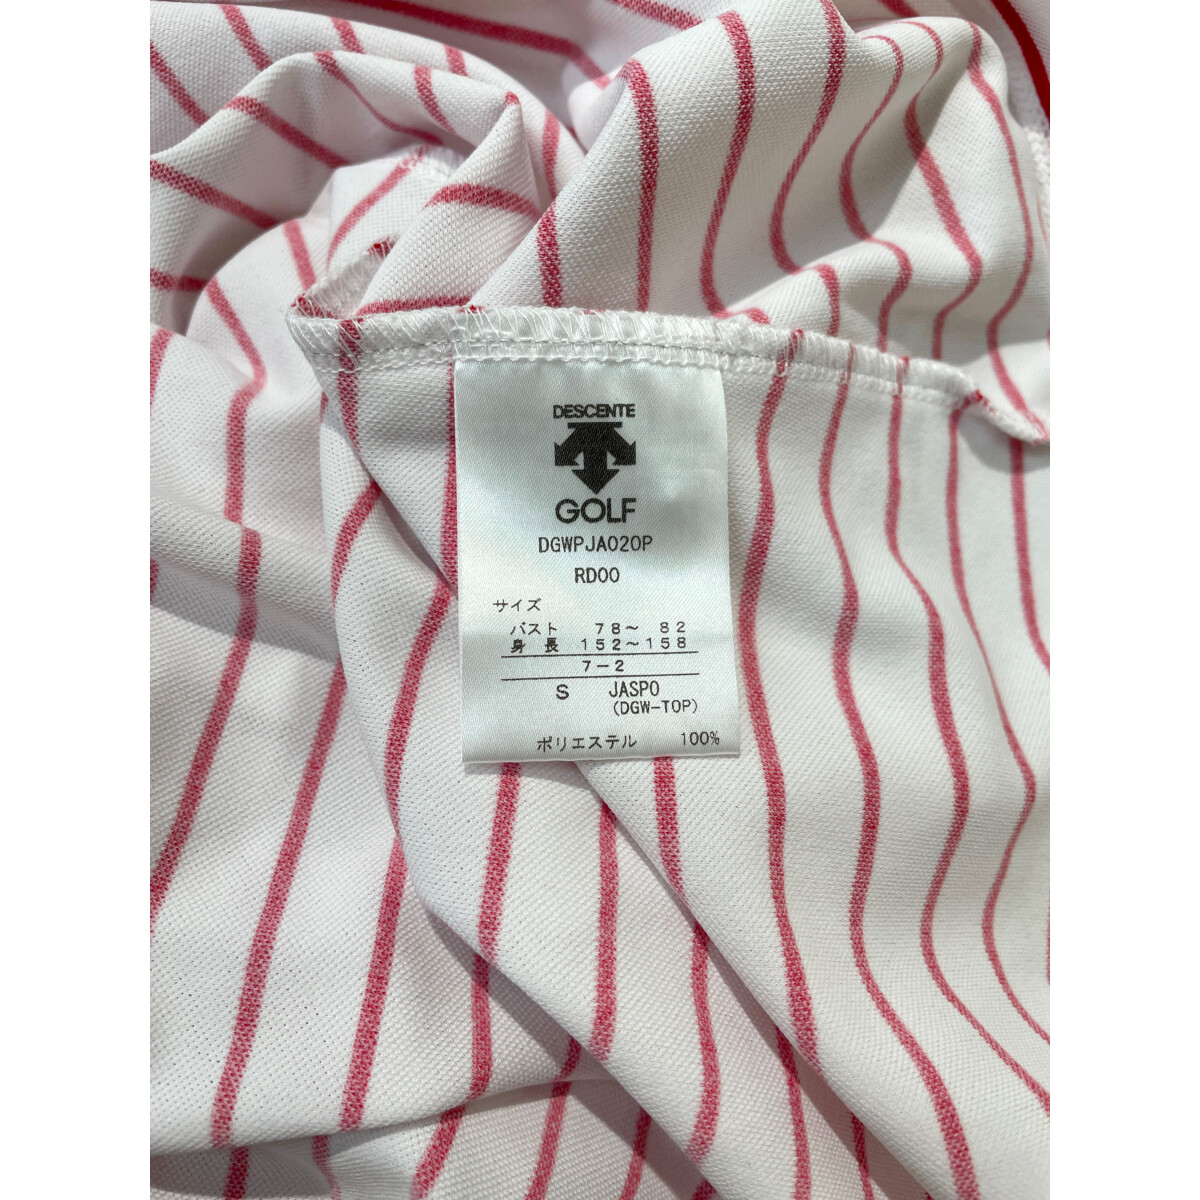 DESCENTE
GOLF
DGWPJA02OP
RD00
サイズ
バスト 78〜 82
身 長 152〜158
7－2
S JASPO
(DGW-TOP)
ポリエステル 100%